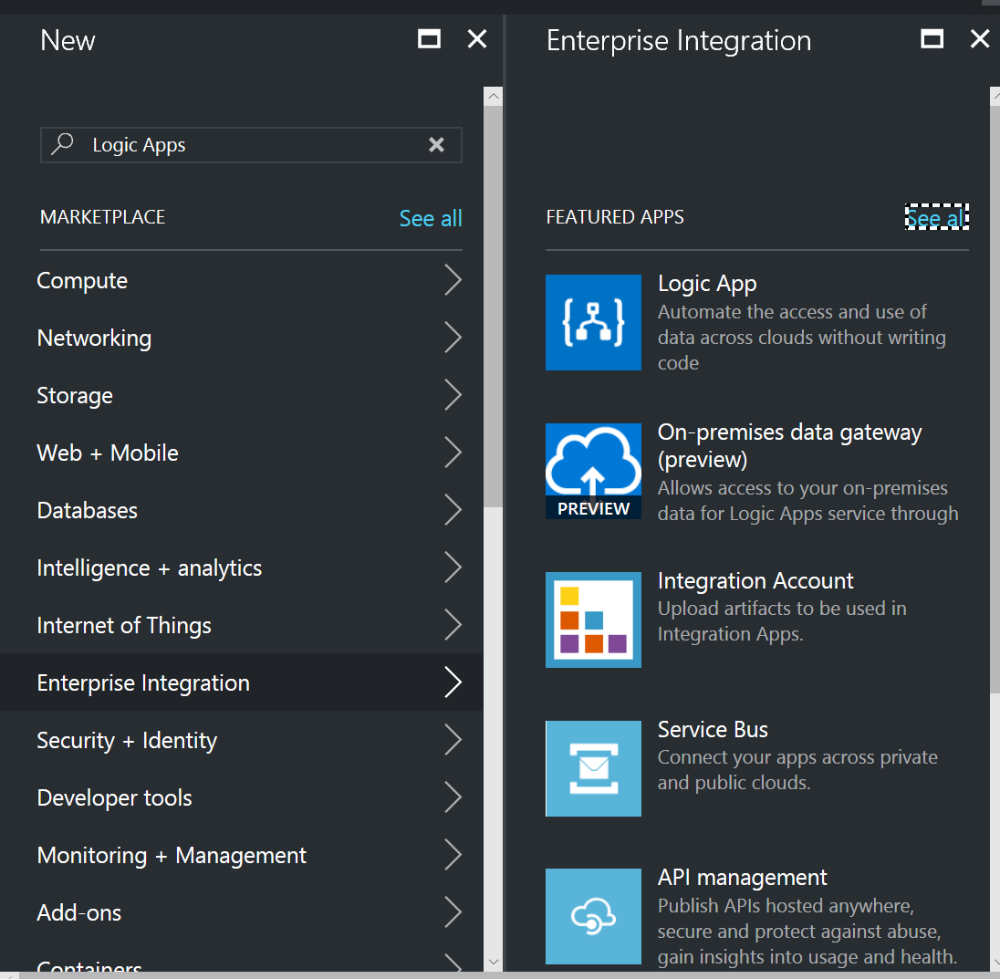 New
Logic Apps
MARKETPLACE
See all
Compute
Networking
Storage
Web + Mobile
Databases
Intelligence + analytics
Internet of Things
Enterprise Integration
Security + Identity
Developer tools
Monitoring + Management
Add-ons
Containers
Enterprise Integration
FEATURED APPS
See all
Logic App
Automate the access and use of
data across clouds without writing
code
PREVIEW
On-premises data gateway
(preview)
Allows access to your on-premises
data for Logic Apps service through
Integration Account
Upload artifacts to be used in
Integration Apps.
Service Bus
Connect your apps across private
and public clouds.
API management
Publish APIs hosted anywhere,
secure and protect against abuse,
gain insights into usage and health.